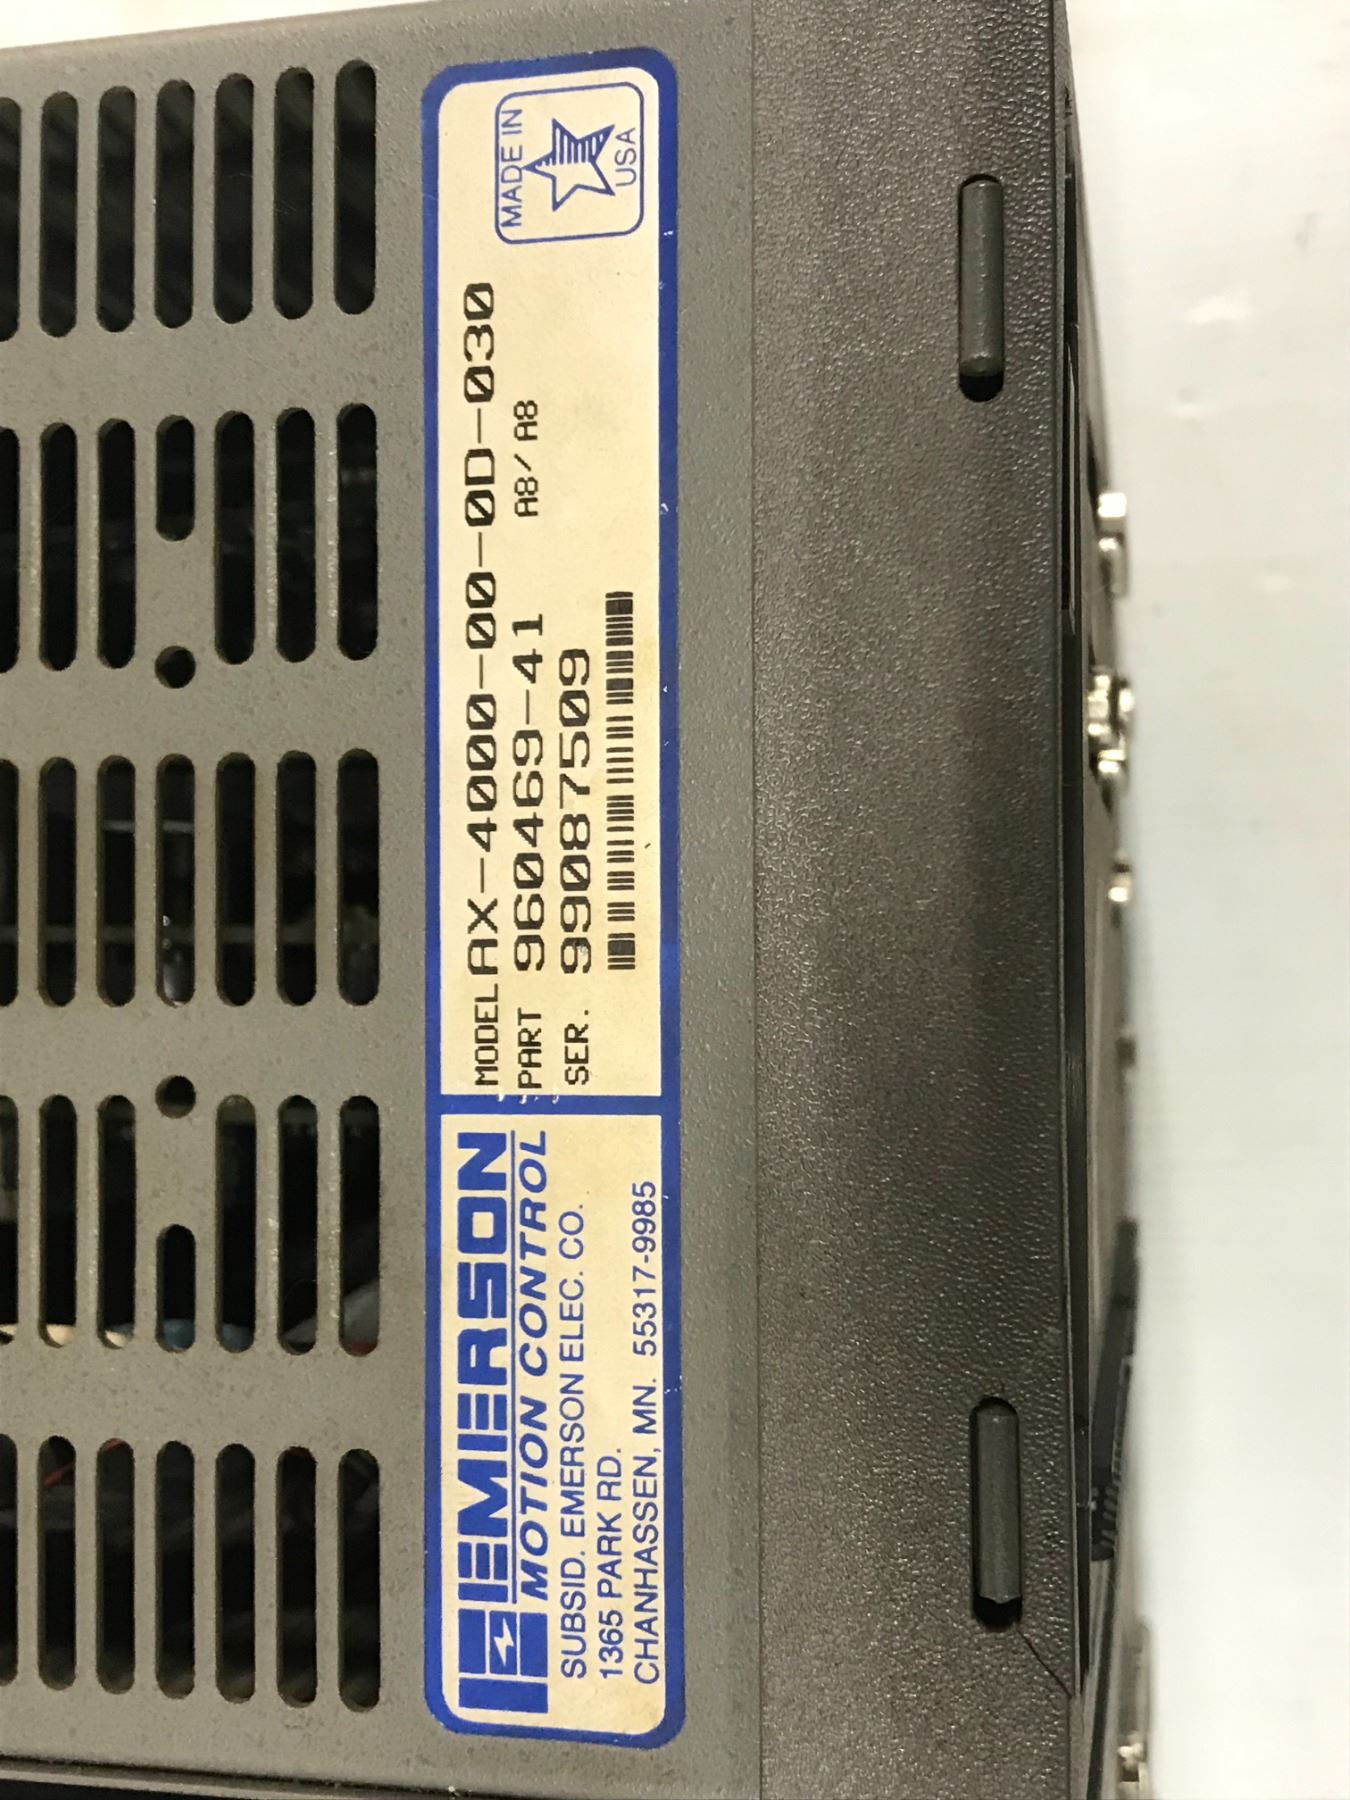 EMERSON
MOTION CONTROL
SUBSID. EMERSON ELEC. CO.
1365 PARK RD.
CHANHASSEN, MN. 55317-9985
MODEL AX-4000-00-0D-030
PART 960469-41 A8/A8
SER. 99087509
MADE IN
USA